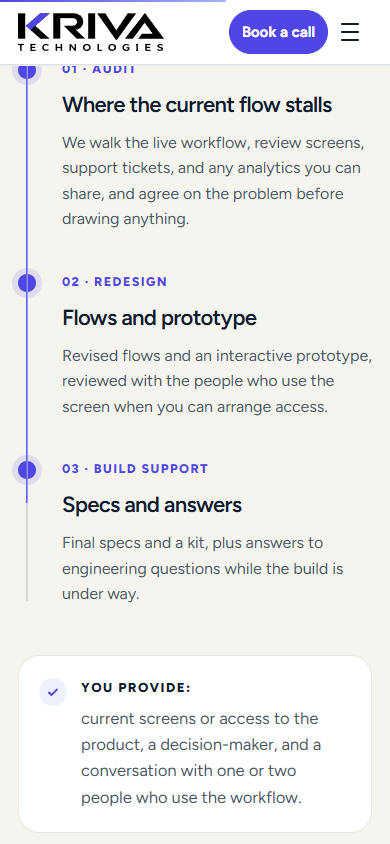 KRIVA
TECHNOLOGIES
Book a call
01 · AUDIT
Where the current flow stalls
We walk the live workflow, review screens,
support tickets, and any analytics you can
share, and agree on the problem before
drawing anything.
02 · REDESIGN
Flows and prototype
Revised flows and an interactive prototype,
reviewed with the people who use the
screen when you can arrange access.
03 · BUILD SUPPORT
Specs and answers
Final specs and a kit, plus answers to
engineering questions while the build is
under way.
YOU PROVIDE:
current screens or access to the
product, a decision-maker, and a
conversation with one or two
people who use the workflow.